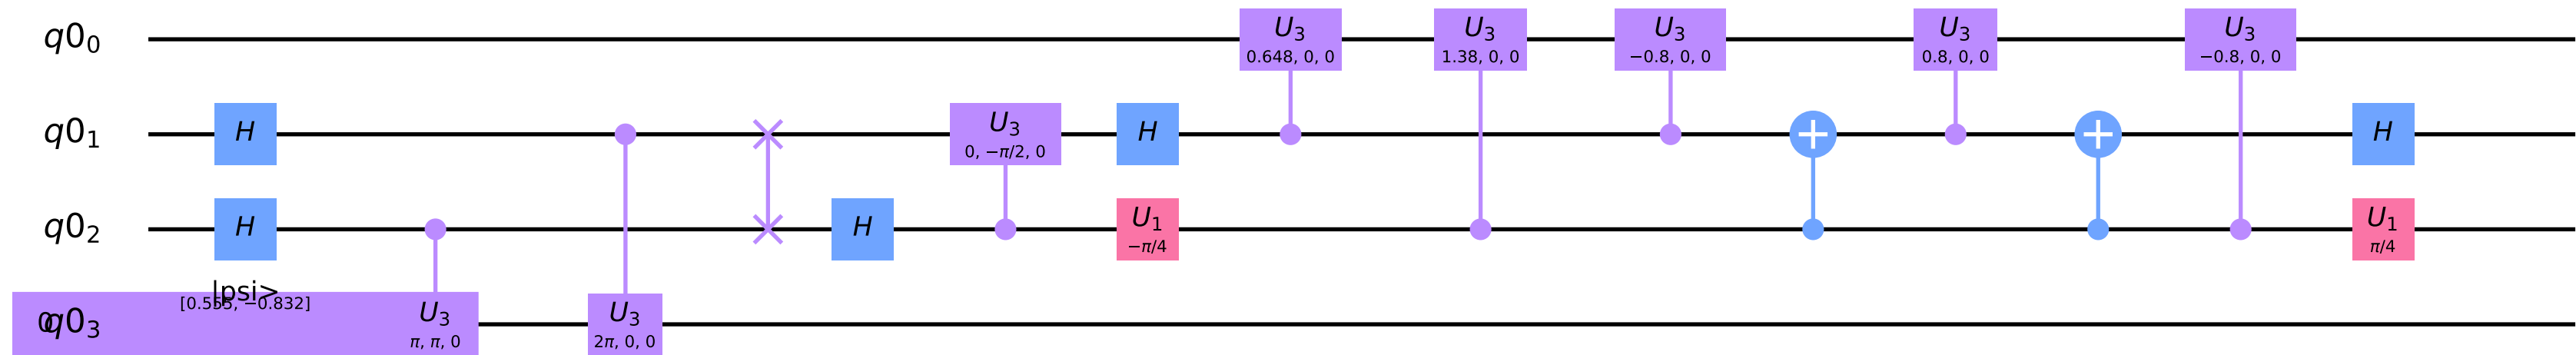 q0₀
U₃
0.648, 0, 0
U₃
1.38, 0, 0
U₃
−0.8, 0, 0
U₃
0.8, 0, 0
U₃
−0.8, 0, 0
q0₁
H
U₃
0, −π/2, 0
H
H
q0₂
H
H
U₁
−π/4
U₁
π/4
|psi>
[0.555, −0.832]
0
q0₃
U₃
π, π, 0
U₃
2π, 0, 0